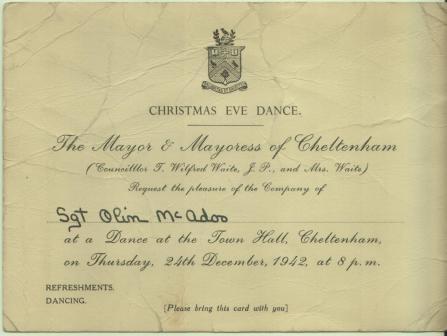 CHRISTMAS EVE DANCE.
The Mayor & Mayoress of Cheltenham
(Councillor T. Wilfred Waite, J. P., and Mrs. Waite)
Request the pleasure of the Company of
Sgt Olin McAdoo
at a Dance at the Town Hall, Cheltenham,
on Thursday, 24th December, 1942, at 8 p.m.
REFRESHMENTS.
DANCING.
[Please bring this card with you]